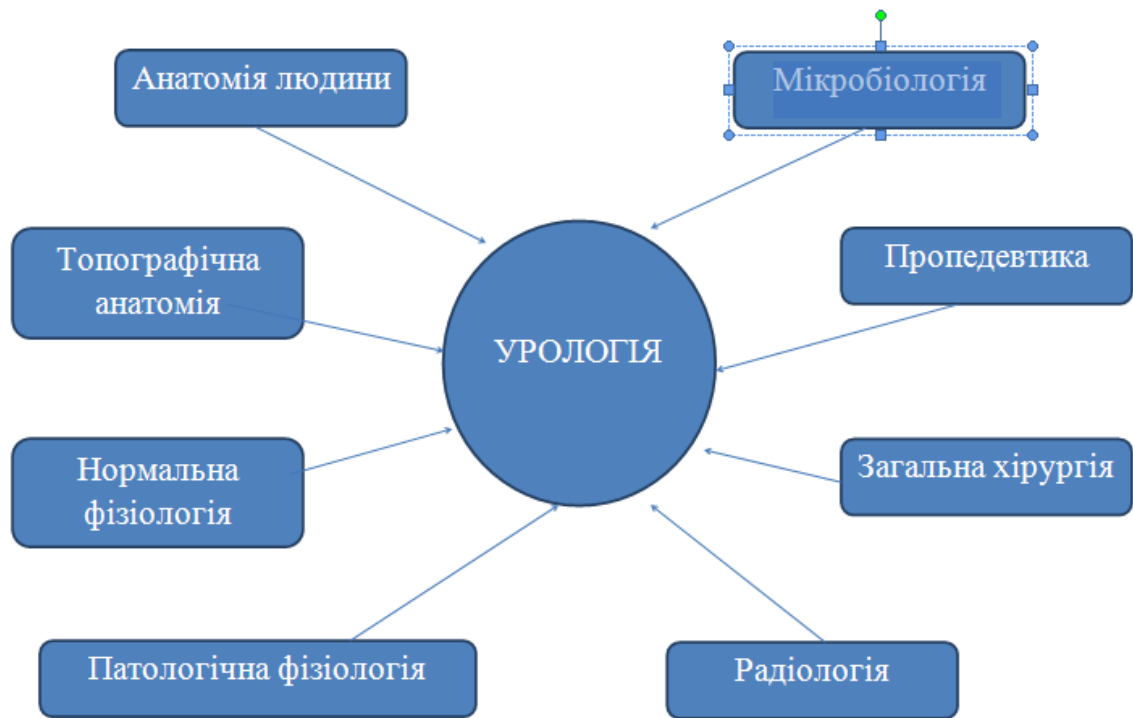 Анатомія людини
Мікробіологія
Топографічна
анатомія
Пропедевтика
УРОЛОГІЯ
Нормальна
фізіологія
Загальна хірургія
Патологічна фізіологія
Радіологія